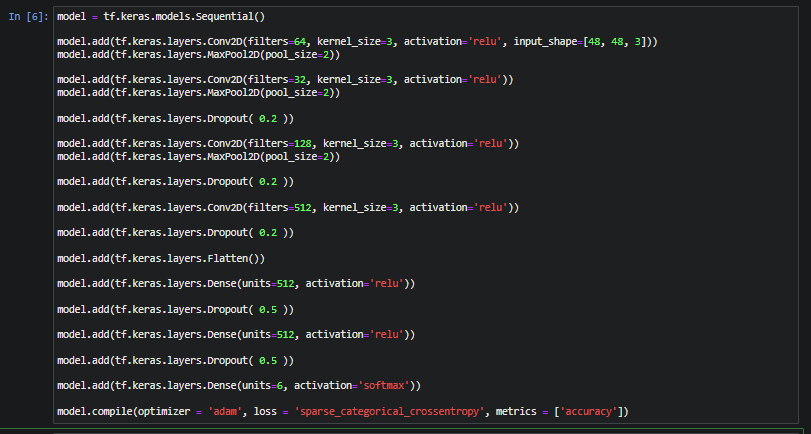 In [6]: model = tf.keras.models.Sequential()
model.add(tf.keras.layers.Conv2D(filters=64, kernel_size=3, activation='relu', input_shape=[48, 48, 3]))
model.add(tf.keras.layers.MaxPool2D(pool_size=2))
model.add(tf.keras.layers.Conv2D(filters=32, kernel_size=3, activation='relu'))
model.add(tf.keras.layers.MaxPool2D(pool_size=2))
model.add(tf.keras.layers.Dropout( 0.2 ))
model.add(tf.keras.layers.Conv2D(filters=128, kernel_size=3, activation='relu'))
model.add(tf.keras.layers.MaxPool2D(pool_size=2))
model.add(tf.keras.layers.Dropout( 0.2 ))
model.add(tf.keras.layers.Conv2D(filters=512, kernel_size=3, activation='relu'))
model.add(tf.keras.layers.Dropout( 0.2 ))
model.add(tf.keras.layers.Flatten())
model.add(tf.keras.layers.Dense(units=512, activation='relu'))
model.add(tf.keras.layers.Dropout( 0.5 ))
model.add(tf.keras.layers.Dense(units=512, activation='relu'))
model.add(tf.keras.layers.Dropout( 0.5 ))
model.add(tf.keras.layers.Dense(units=6, activation='softmax'))
model.compile(optimizer = 'adam', loss = 'sparse_categorical_crossentropy', metrics = ['accuracy'])